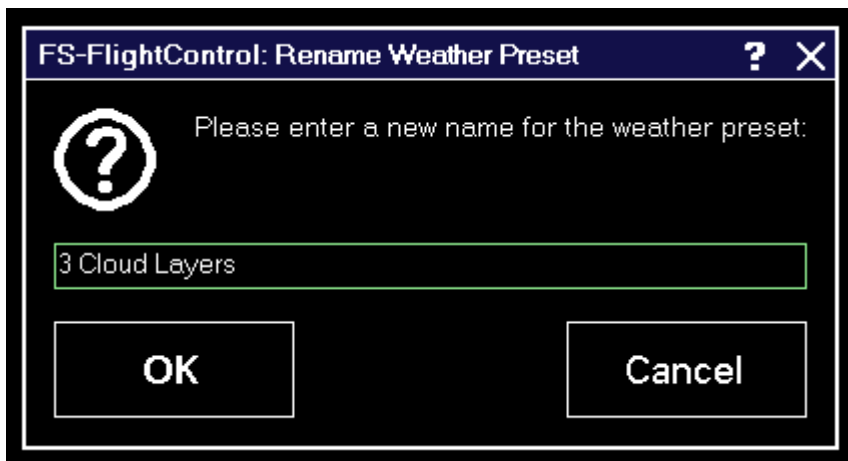 FS-FlightControl: Rename Weather Preset ? X
Please enter a new name for the weather preset:
?
3 Cloud Layers
OK
Cancel